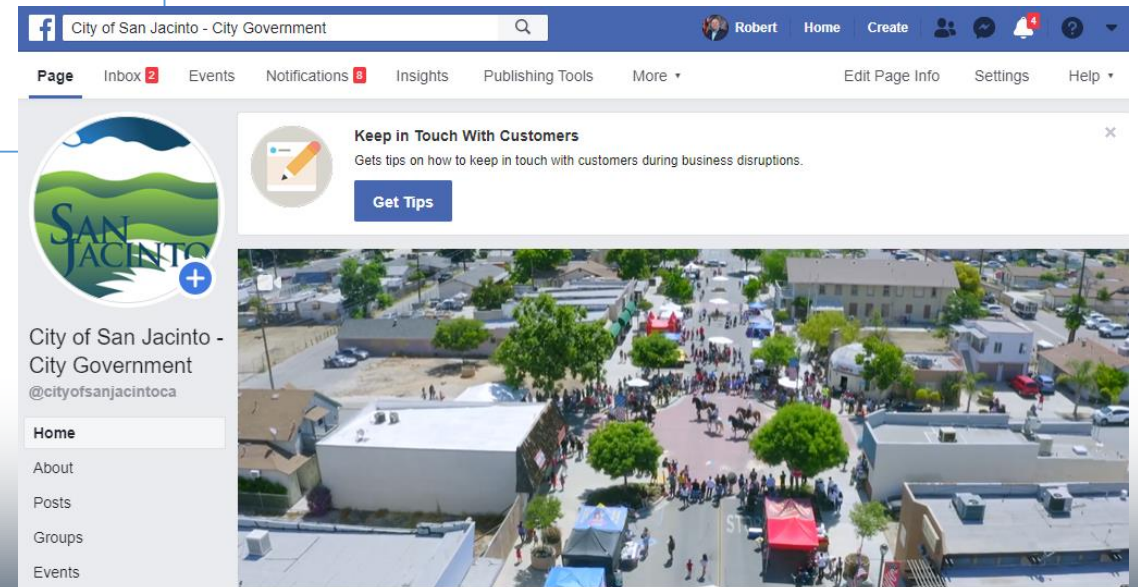 City of San Jacinto - City Government
Robert Home Create 4
Page Inbox 2 Events Notifications 8 Insights Publishing Tools More Edit Page Info Settings Help
Keep in Touch With Customers
Gets tips on how to keep in touch with customers during business disruptions.
Get Tips
SAN
JACINTO
City of San Jacinto -
City Government
@cityofsanjacintoca
Home
About
Posts
Groups
Events